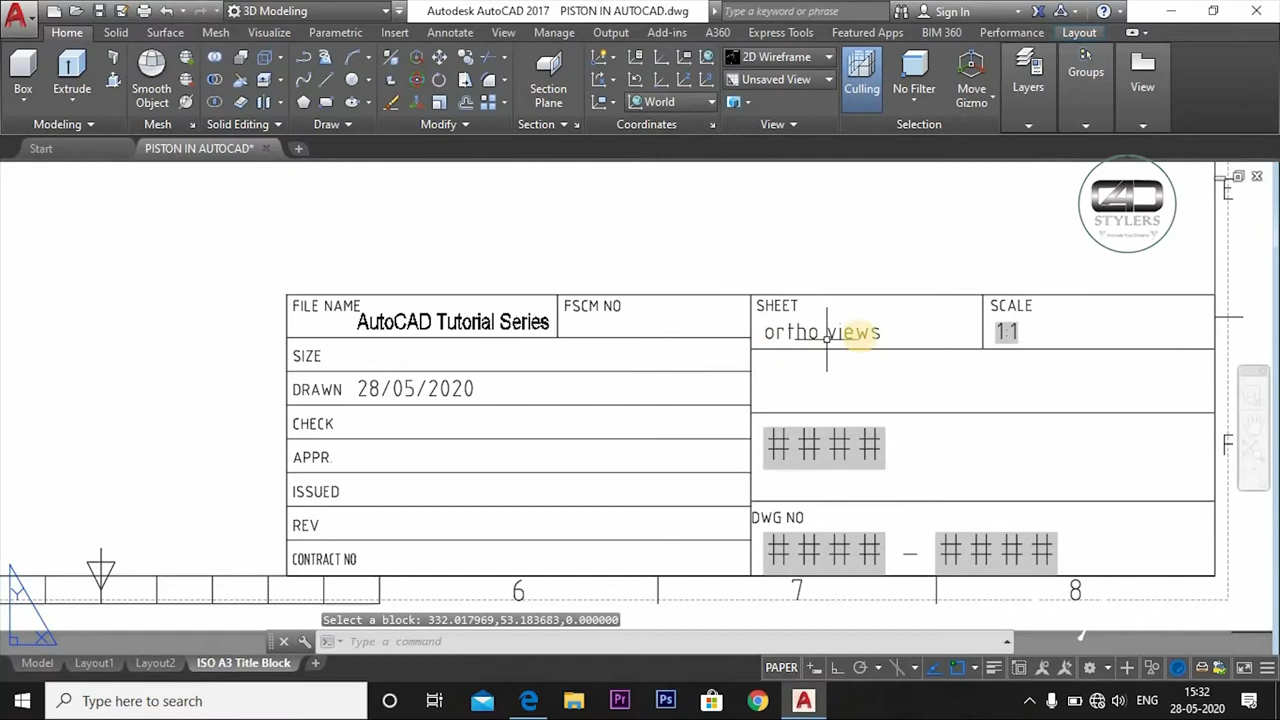 3D Modeling
Autodesk AutoCAD 2017 PISTON IN AUTOCAD.dwg
Type a keyword or phrase
Sign In
Home Solid Surface Mesh Visualize Parametric Insert Annotate View Manage Output Add-ins A360 Express Tools Featured Apps BIM 360 Performance Layout
2D Wireframe
Unsaved View
World
Box Extrude Smooth Object Section Plane Culling No Filter Move Gizmo Layers Groups View
Modeling Mesh Solid Editing Draw Modify Section Coordinates View Selection
Start PISTON IN AUTOCAD* +
CAD
STYLERS
E
FILE NAME
AutoCAD Tutorial Series
FSCM NO
SHEET
ortho views
SCALE
1:1
SIZE
DRAWN 28/05/2020
CHECK
F
APPR.
####
ISSUED
REV
DWG NO
CONTRACT NO
#### – ####
6 7 8
Y
X
Select a block: 332.017969,53.183683,0.000000
Type a command
Model Layout1 Layout2 ISO A3 Title Block +
PAPER
Type here to search
Pr
Ps
ENG
15:32
28-05-2020